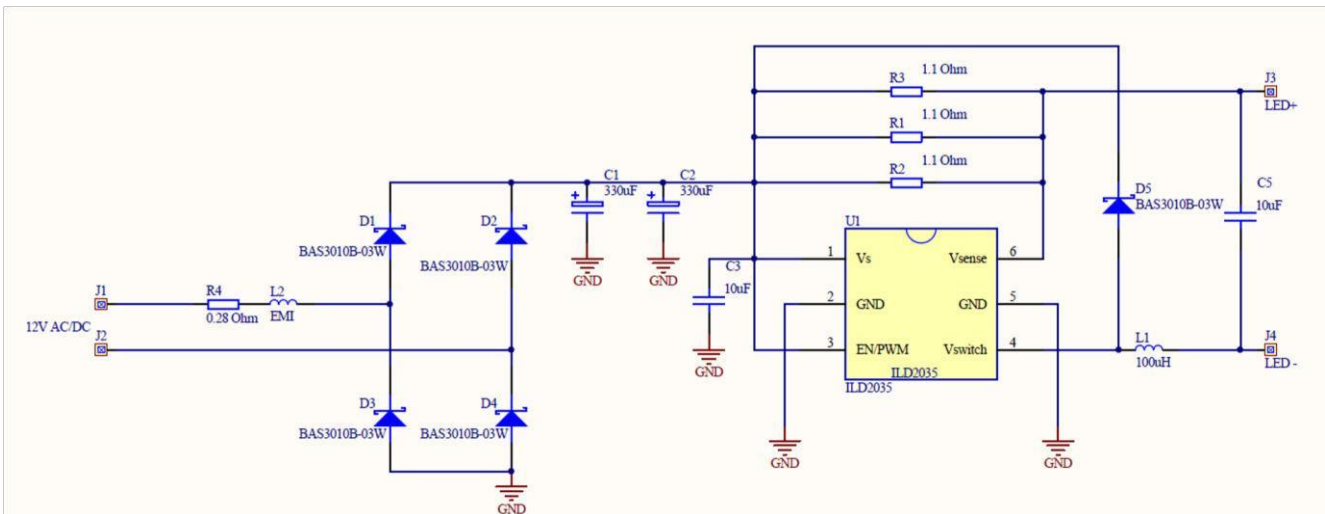 1.1 Ohm
R3
J3
LED+
1.1 Ohm
R1
1.1 Ohm
R2
C1
330uF
C2
330uF
D5
BAS3010B-03W
C5
10uF
D1
BAS3010B-03W
D2
BAS3010B-03W
U1
1 Vs Vsense 6
2 GND GND 5
3 EN/PWM Vswitch 4
ILD2035
ILD2035
C3
10uF
GND
GND
GND
J1
12V AC/DC
J2
R4
0.28 Ohm
L2
EMI
L1
100uH
J4
LED -
D3
BAS3010B-03W
D4
BAS3010B-03W
GND
GND
GND